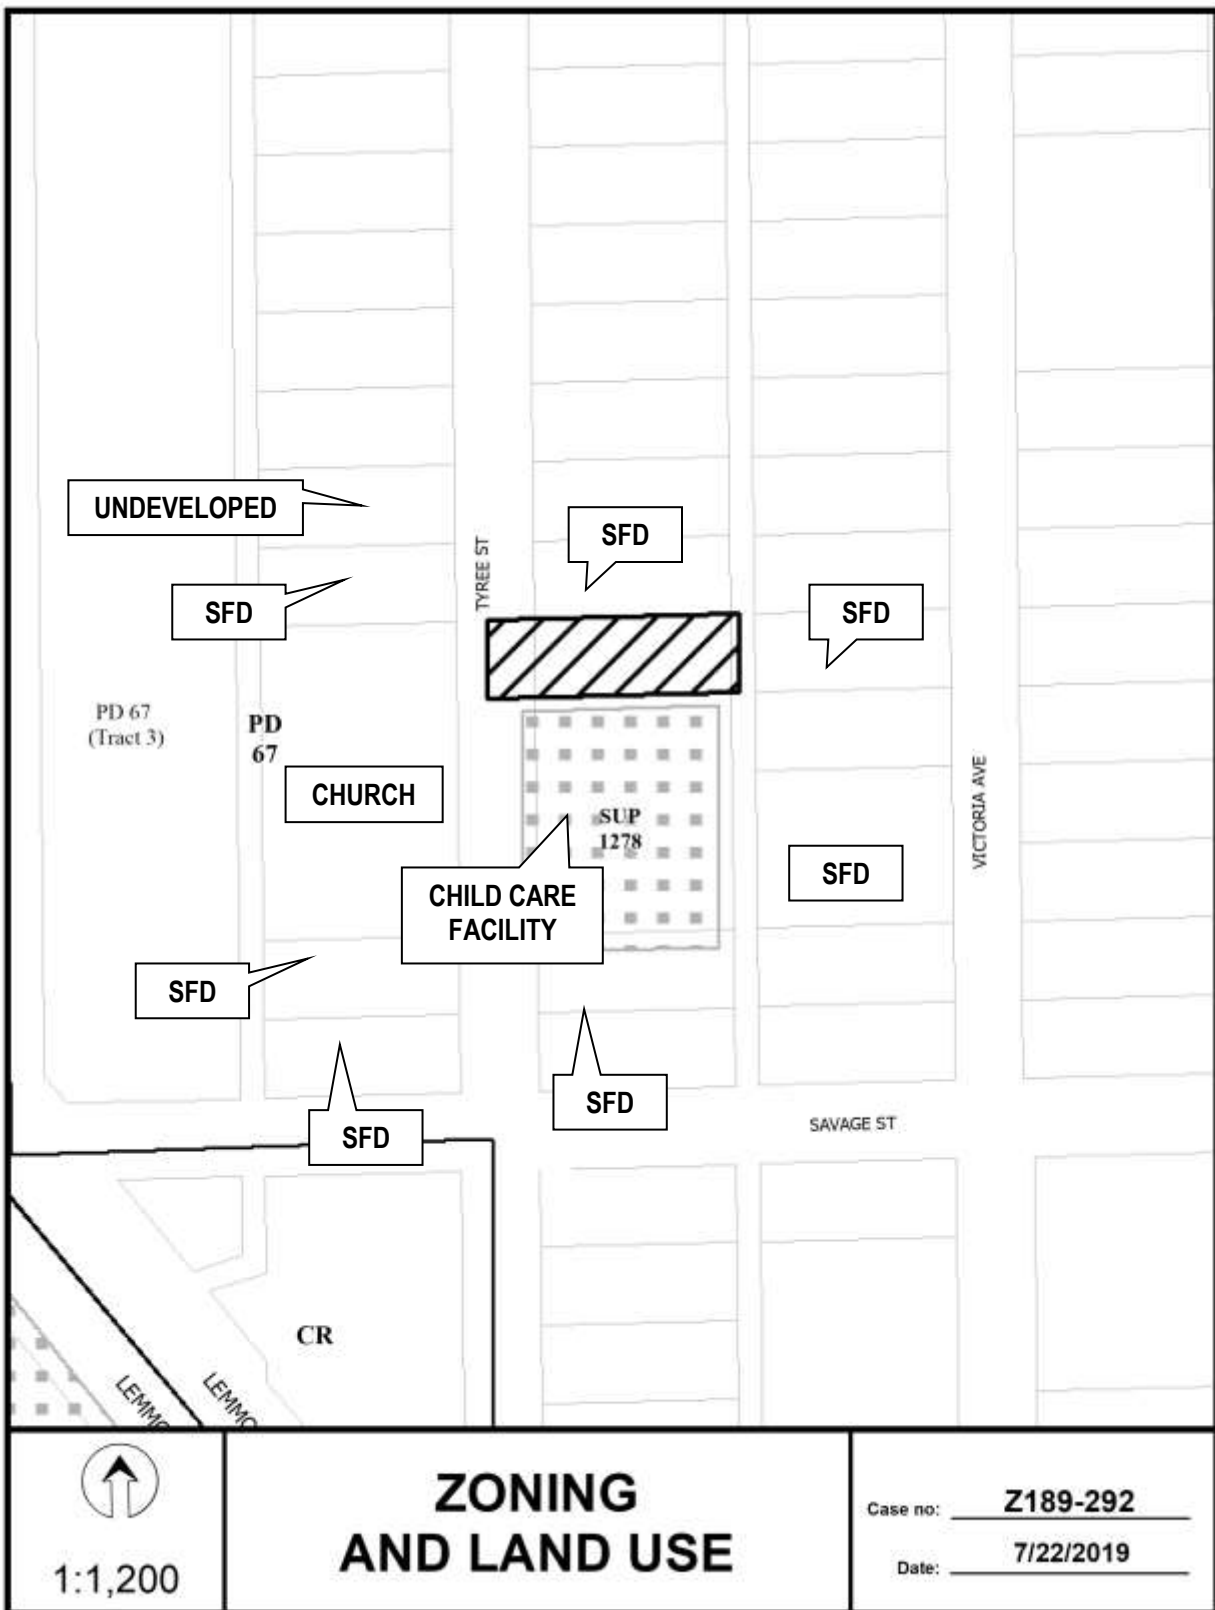 UNDEVELOPED
SFD
TYREE ST
SFD
SFD
PD 67
(Tract 3)
PD
67
CHURCH
SUP
1278
VICTORIA AVE
CHILD CARE
FACILITY
SFD
SFD
SFD
SFD
SAVAGE ST
CR
LEMMO
LEMMO
1:1,200
ZONING
AND LAND USE
Case no: Z189-292
Date: 7/22/2019